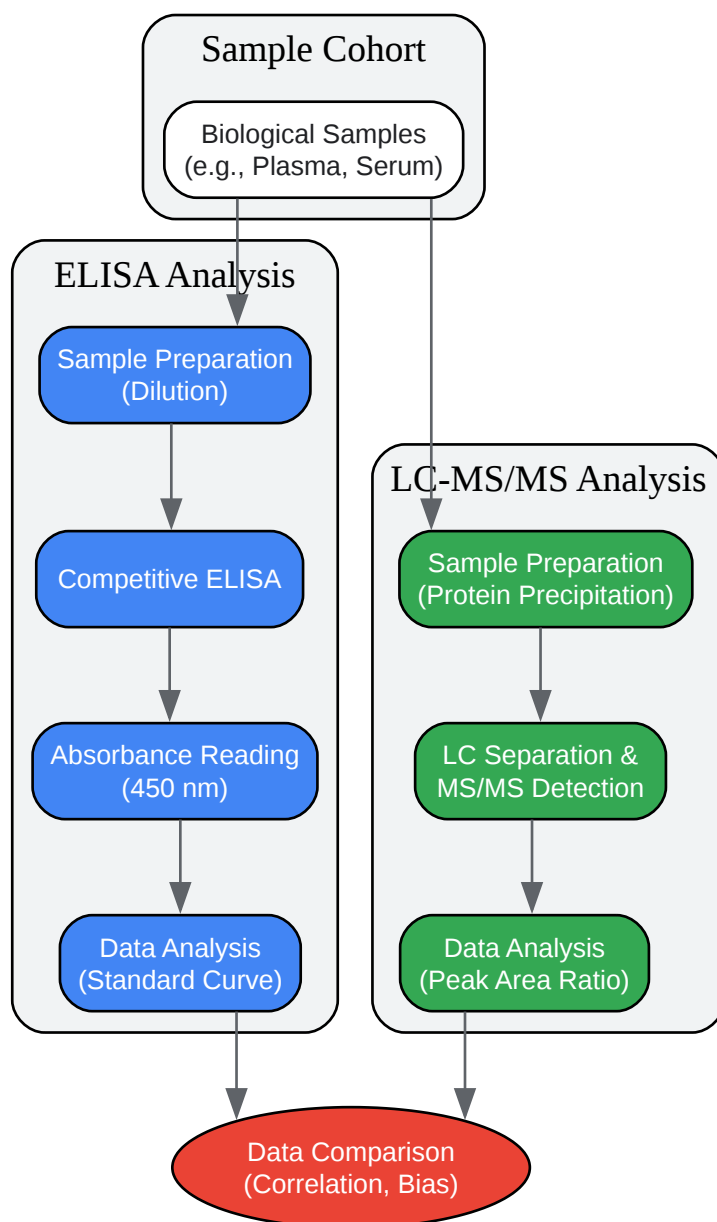 Sample Cohort
Biological Samples
(e.g., Plasma, Serum)
ELISA Analysis
Sample Preparation
(Dilution)
Competitive ELISA
Absorbance Reading
(450 nm)
Data Analysis
(Standard Curve)
LC-MS/MS Analysis
Sample Preparation
(Protein Precipitation)
LC Separation &
MS/MS Detection
Data Analysis
(Peak Area Ratio)
Data Comparison
(Correlation, Bias)